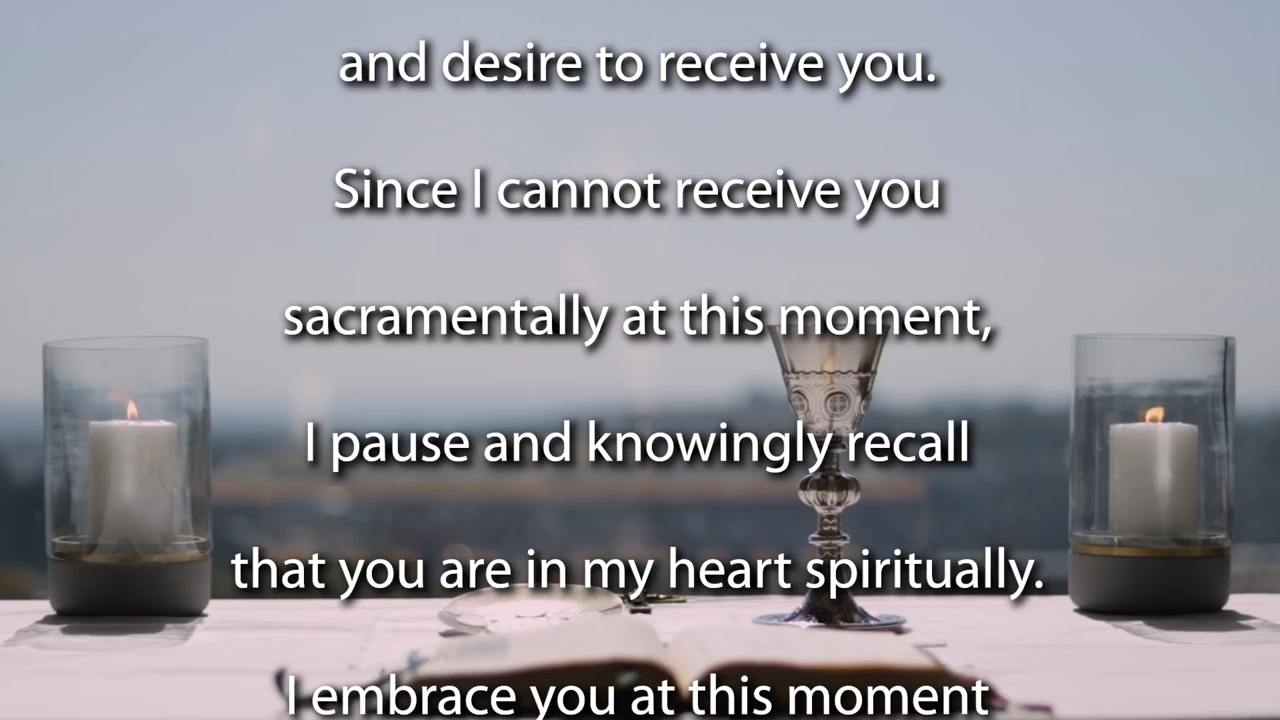 and desire to receive you.
Since I cannot receive you
sacramentally at this moment,
I pause and knowingly recall
that you are in my heart spiritually.
I embrace you at this moment